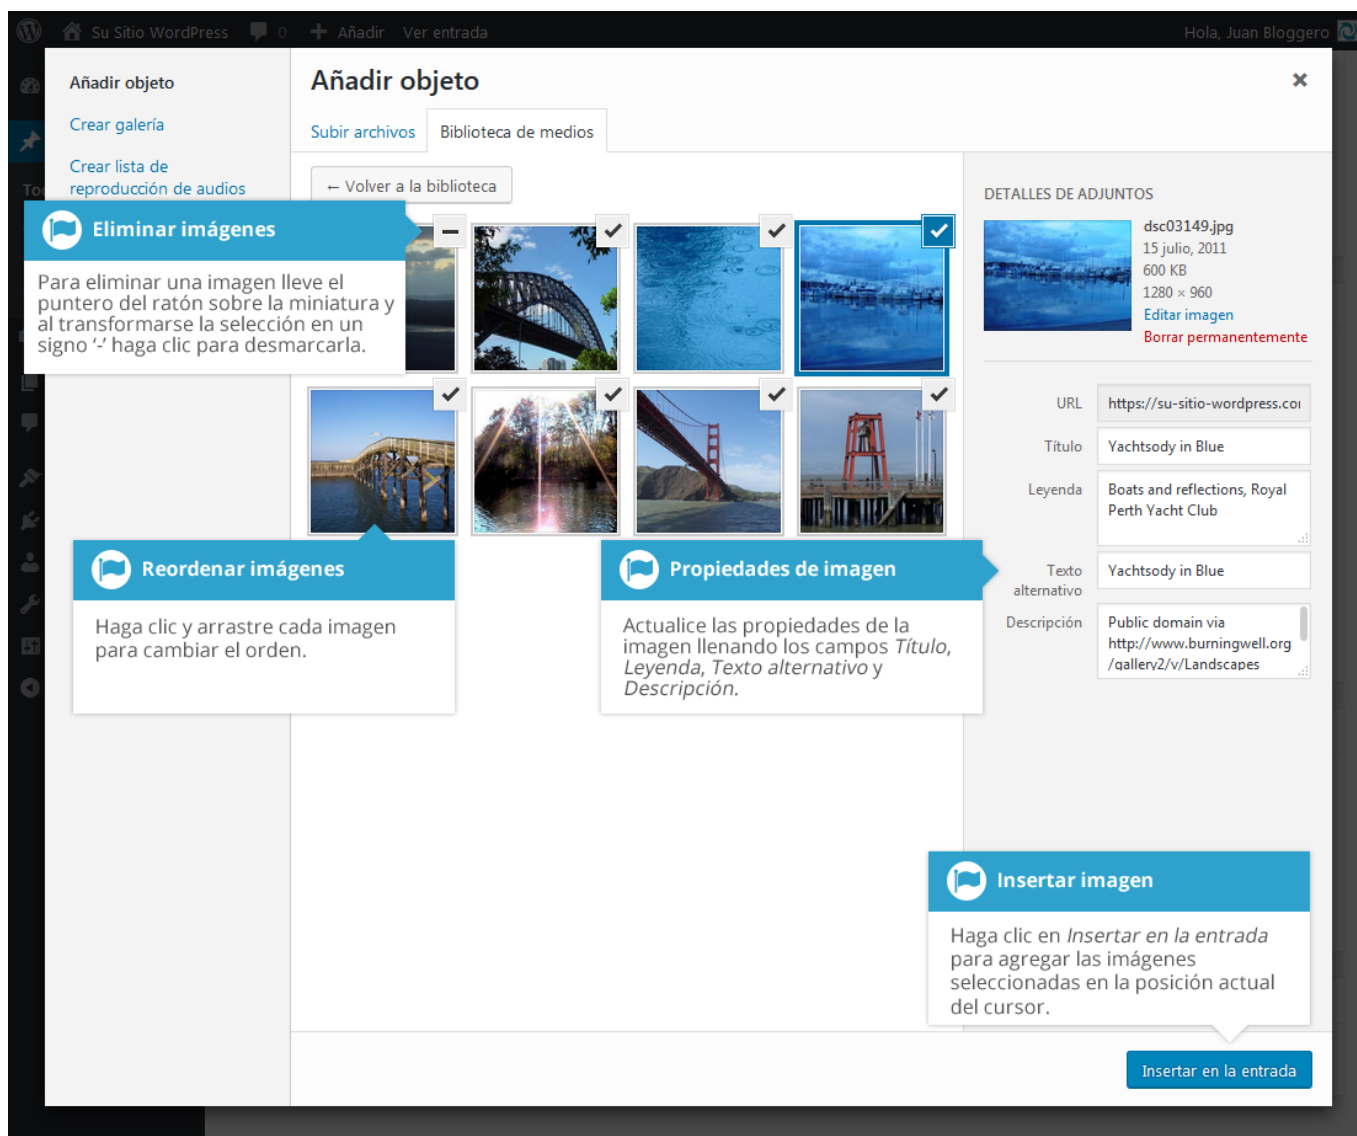 Su Sitio WordPress 0 Añadir Ver entrada Hola, Juan Bloggero
Añadir objeto
Crear galería
Crear lista de
reproducción de audios
Añadir objeto
Subir archivos Biblioteca de medios
← Volver a la biblioteca
Eliminar imágenes
Para eliminar una imagen lleve el
puntero del ratón sobre la miniatura y
al transformarse la selección en un
signo ‘-’ haga clic para desmarcarla.
Reordenar imágenes
Haga clic y arrastre cada imagen
para cambiar el orden.
Propiedades de imagen
Actualice las propiedades de la
imagen llenando los campos Título,
Leyenda, Texto alternativo y
Descripción.
DETALLES DE ADJUNTOS
dsc03149.jpg
15 julio, 2011
600 KB
1280 × 960
Editar imagen
Borrar permanentemente
URL https://su-sitio-wordpress.co
Título Yachtsody in Blue
Leyenda Boats and reflections, Royal
Perth Yacht Club
Texto
alternativo
Yachtsody in Blue
Descripción Public domain via
http://www.burningwell.org
/gallery2/v/Landscapes
Insertar imagen
Haga clic en Insertar en la entrada
para agregar las imágenes
seleccionadas en la posición actual
del cursor.
Insertar en la entrada